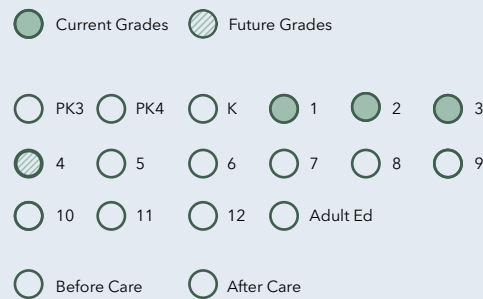 Current Grades Future Grades
PK3 PK4 K 1 2 3
4 5 6 7 8 9
10 11 12 Adult Ed
Before Care After Care